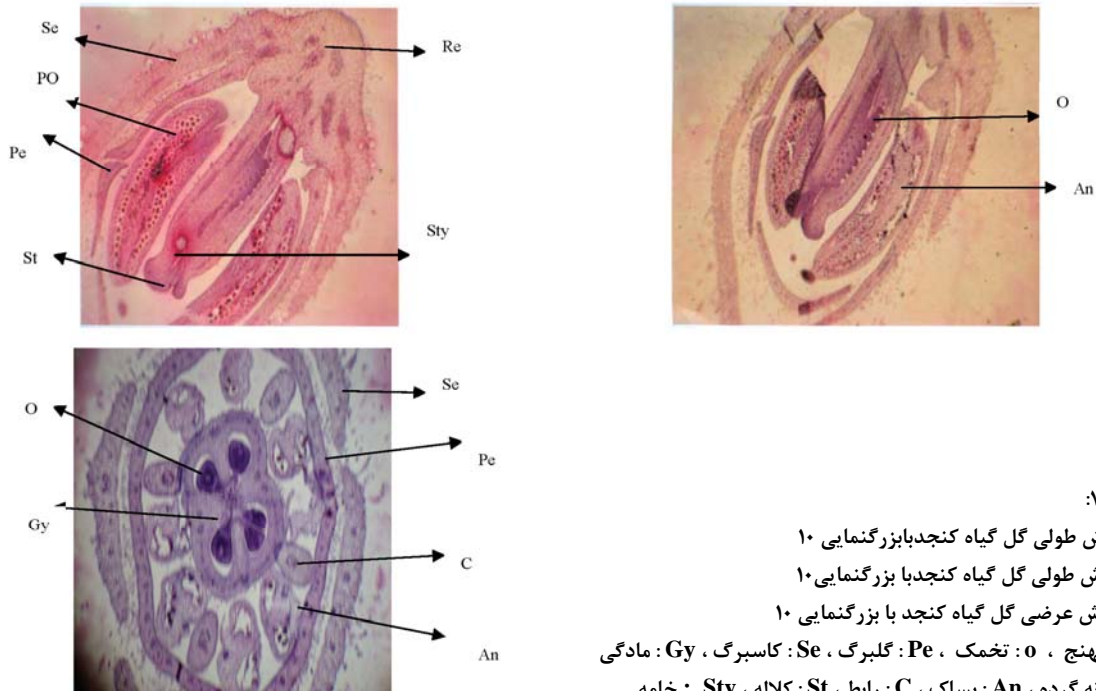 Se
Re
PO
Pe
Sty
St
O
An
Se
O
Pe
Gy
C
An
طولی گل گیاه کنجدبابزرگنمایی ۱۰
طولی گل گیاه کنجدبا بزرگنمایی۱۰
عرضی گل گیاه کنجد با بزرگنمایی ۱۰
o : تخمک ، Pe : گلبرگ ، Se : کاسبرگ ، Gy : مادگی
گرده ، An : بساک ، C : رابط ، St : کلاله ، Sty : خامه